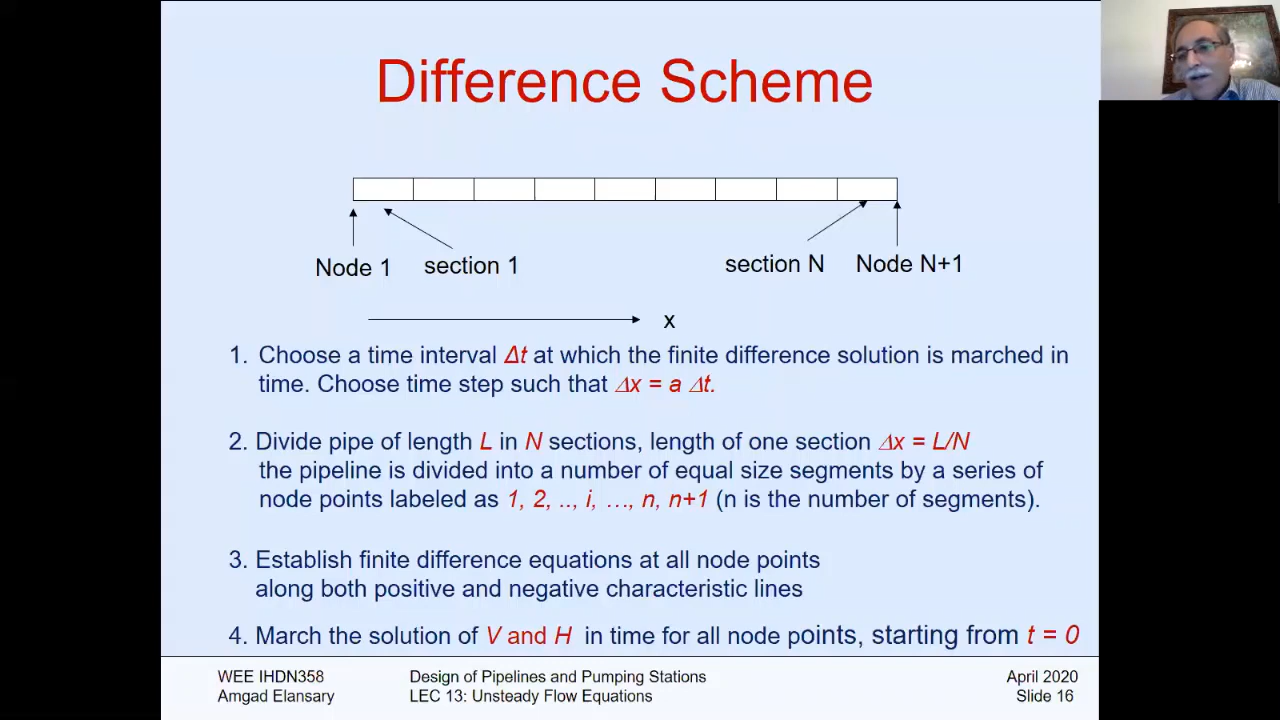 Difference Scheme
Node 1
section 1
section N
Node N+1
x
1. Choose a time interval Δt at which the finite difference solution is marched in
time. Choose time step such that Δx = a Δt.
2. Divide pipe of length L in N sections, length of one section Δx = L/N
the pipeline is divided into a number of equal size segments by a series of
node points labeled as 1, 2, .., i, …, n, n+1 (n is the number of segments).
3. Establish finite difference equations at all node points
along both positive and negative characteristic lines
4. March the solution of V and H in time for all node points, starting from t = 0
WEE IHDN358
Amgad Elansary
Design of Pipelines and Pumping Stations
LEC 13: Unsteady Flow Equations
April 2020
Slide 16